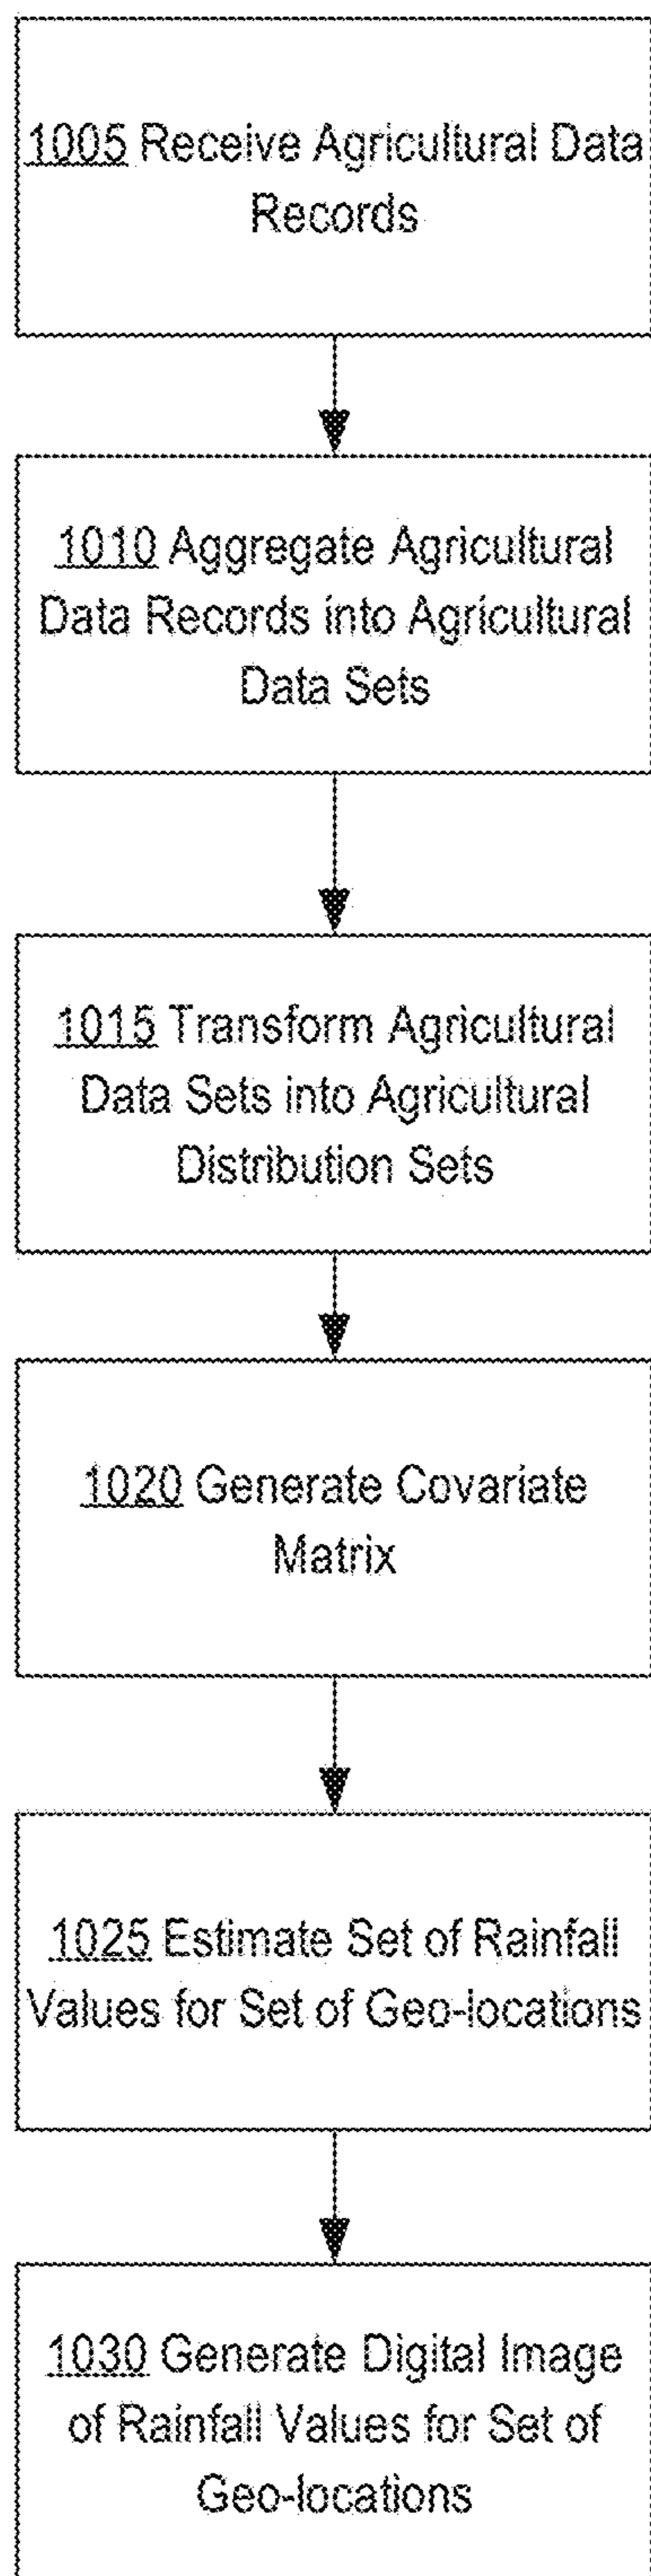 1005 Receive Agricultural Data
Records
1010 Aggregate Agricultural
Data Records into Agricultural
Data Sets
1015 Transform Agricultural
Data Sets into Agricultural
Distribution Sets
1020 Generate Covariate
Matrix
1025 Estimate Set of Rainfall
Values for Set of Geo-locations
1030 Generate Digital Image
of Rainfall Values for Set of
Geo-locations